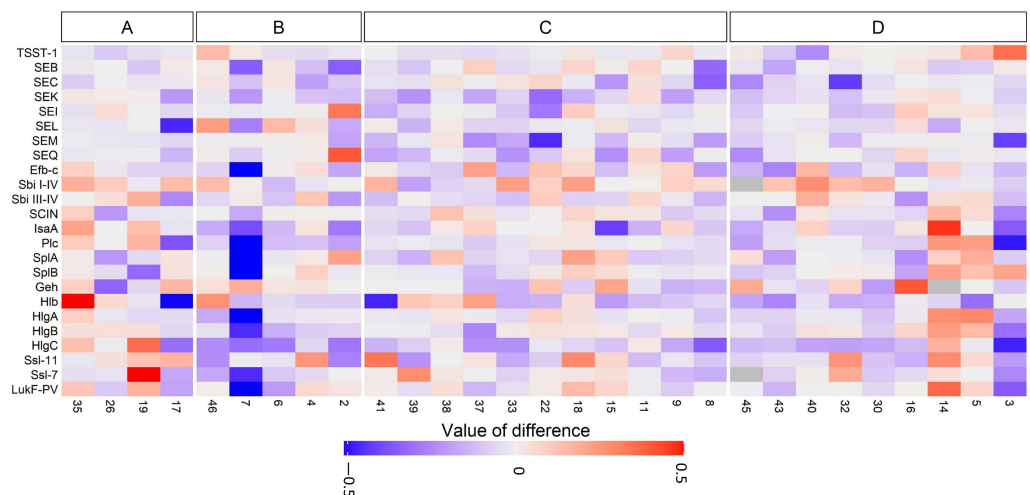 A B C D
TSST-1
SEB
SEC
SEK
SEI
SEL
SEM
SEQ
Efb-c
Sbi I-IV
Sbi III-IV
SCIN
IsaA
Plc
SplA
SplB
Geh
Hlb
HlgA
HlgB
HlgC
Ssl-11
Ssl-7
LukF-PV
35 26 19 17 46 7 6 4 2 41 39 38 37 33 22 18 15 11 9 8 45 43 40 32 30 16 14 5 3
Value of difference
−0.5 0 0.5